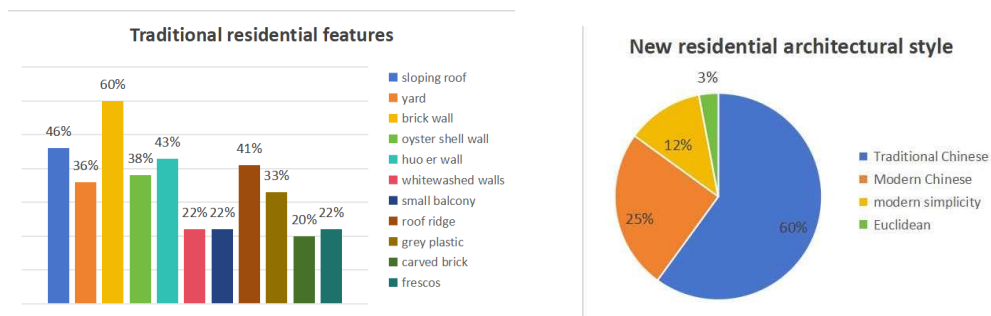 Traditional residential features
60%
46%
43%
41%
38%
36%
33%
22% 22%
20% 22%
sloping roof
yard
brick wall
oyster shell wall
huo er wall
whitewashed walls
small balcony
roof ridge
grey plastic
carved brick
frescos
New residential architectural style
3%
12%
25%
60%
Traditional Chinese
Modern Chinese
modern simplicity
Euclidean